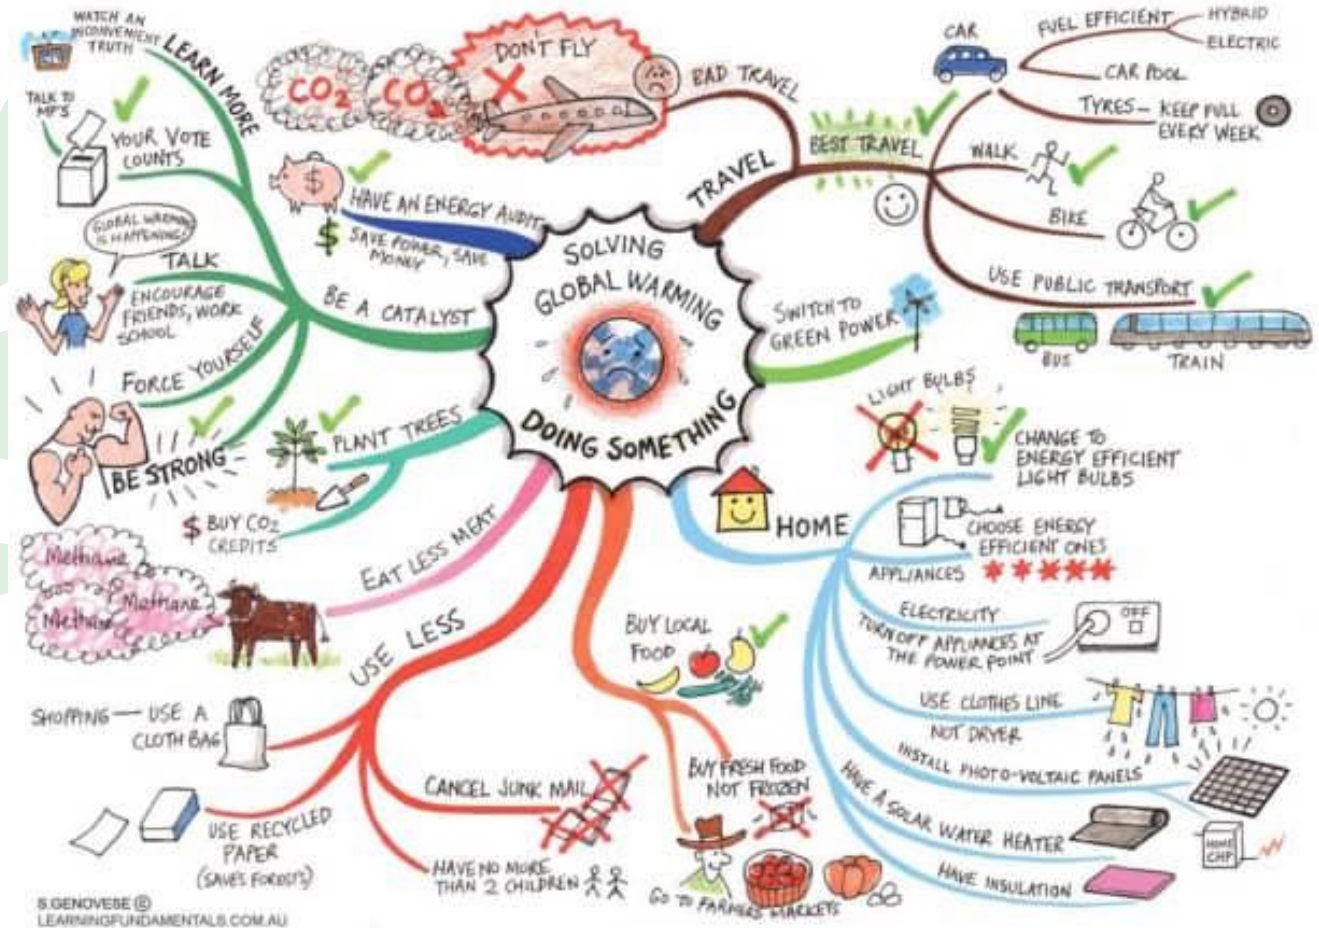 SOLVING
GLOBAL WARMING
DOING SOMETHING
TRAVEL
BAD TRAVEL
DON'T FLY
CO2
CO2
BEST TRAVEL
CAR
FUEL EFFICIENT
HYBRID
ELECTRIC
CAR POOL
TYRES - KEEP FULL
EVERY WEEK
WALK
BIKE
USE PUBLIC TRANSPORT
BUS
TRAIN
SWITCH TO
GREEN POWER
HOME
LIGHT BULBS
CHANGE TO
ENERGY EFFICIENT
LIGHT BULBS
APPLIANCES
CHOOSE ENERGY
EFFICIENT ONES
ELECTRICITY
TURN OFF APPLIANCES AT
THE POWER POINT
OFF
USE CLOTHES LINE
NOT DRYER
INSTALL PHOTO-VOLTAIC PANELS
HOME
CHP
HAVE A SOLAR WATER HEATER
HAVE INSULATION
BUY LOCAL
FOOD
BUY FRESH FOOD
NOT FROZEN
GO TO FARMERS MARKETS
USE LESS
SHOPPING — USE A
CLOTH BAG
USE RECYCLED
PAPER
(SAVES FORESTS)
CANCEL JUNK MAIL
HAVE NO MORE
THAN 2 CHILDREN
EAT LESS MEAT
Methane
Methane
Methane
PLANT TREES
$ BUY CO2
CREDITS
BE A CATALYST
LEARN MORE
WATCH AN
INCONVENIENT
TRUTH
YOUR VOTE
COUNTS
TALK TO
MP'S
TALK
GLOBAL WARMING
IS HAPPENING!
ENCOURAGE
FRIENDS, WORK
SCHOOL
FORCE YOURSELF
BE STRONG
HAVE AN ENERGY AUDIT
$
$ SAVE POWER, SAVE
MONEY
S.GENOVESE ©
LEARNINGFUNDAMENTALS.COM.AU